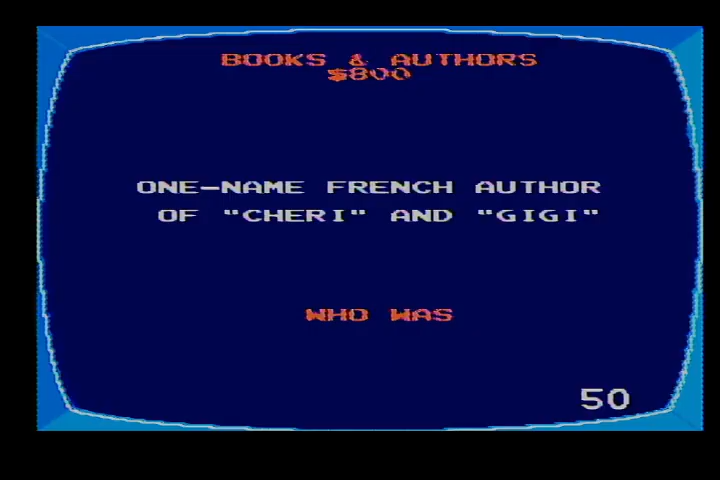 BOOKS & AUTHORS
$800
ONE-NAME FRENCH AUTHOR
OF "CHERI" AND "GIGI"
WHO WAS
50